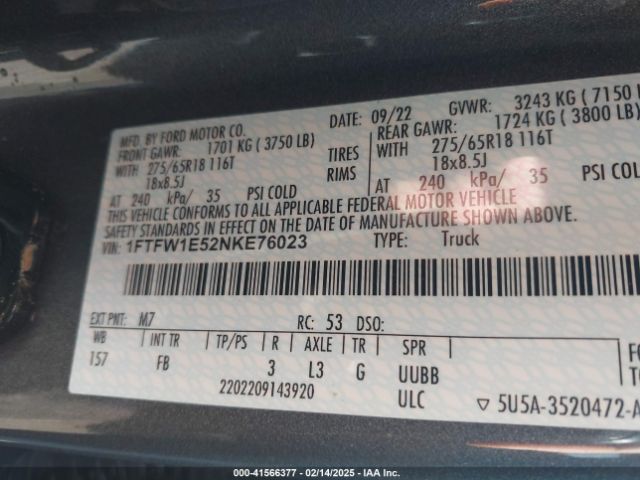 MFD. BY FORD MOTOR CO.
DATE: 09/22 GVWR: 3243 KG ( 7150
FRONT GAWR: 1701 KG ( 3750 LB)
REAR GAWR: 1724 KG ( 3800 LB)
WITH 275/65R18 116T TIRES WITH 275/65R18 116T
18x8.5J RIMS 18x8.5J
AT 240 kPa/ 35 PSI COLD AT 240 kPa/ 35 PSI COLD
THIS VEHICLE CONFORMS TO ALL APPLICABLE FEDERAL MOTOR VEHICLE
SAFETY STANDARDS IN EFFECT ON THE DATE OF MANUFACTURE SHOWN ABOVE.
VIN: 1FTFW1E52NKE76023 TYPE: Truck
EXT PNT: M7 RC: 53 DSO:
WB INT TR TP/PS R AXLE TR SPR
157 FB 3 L3 G UUBB
2202209143920 ULC ▽ 5U5A-3520472-A
000-41566377 - 02/14/2025 - IAA Inc.